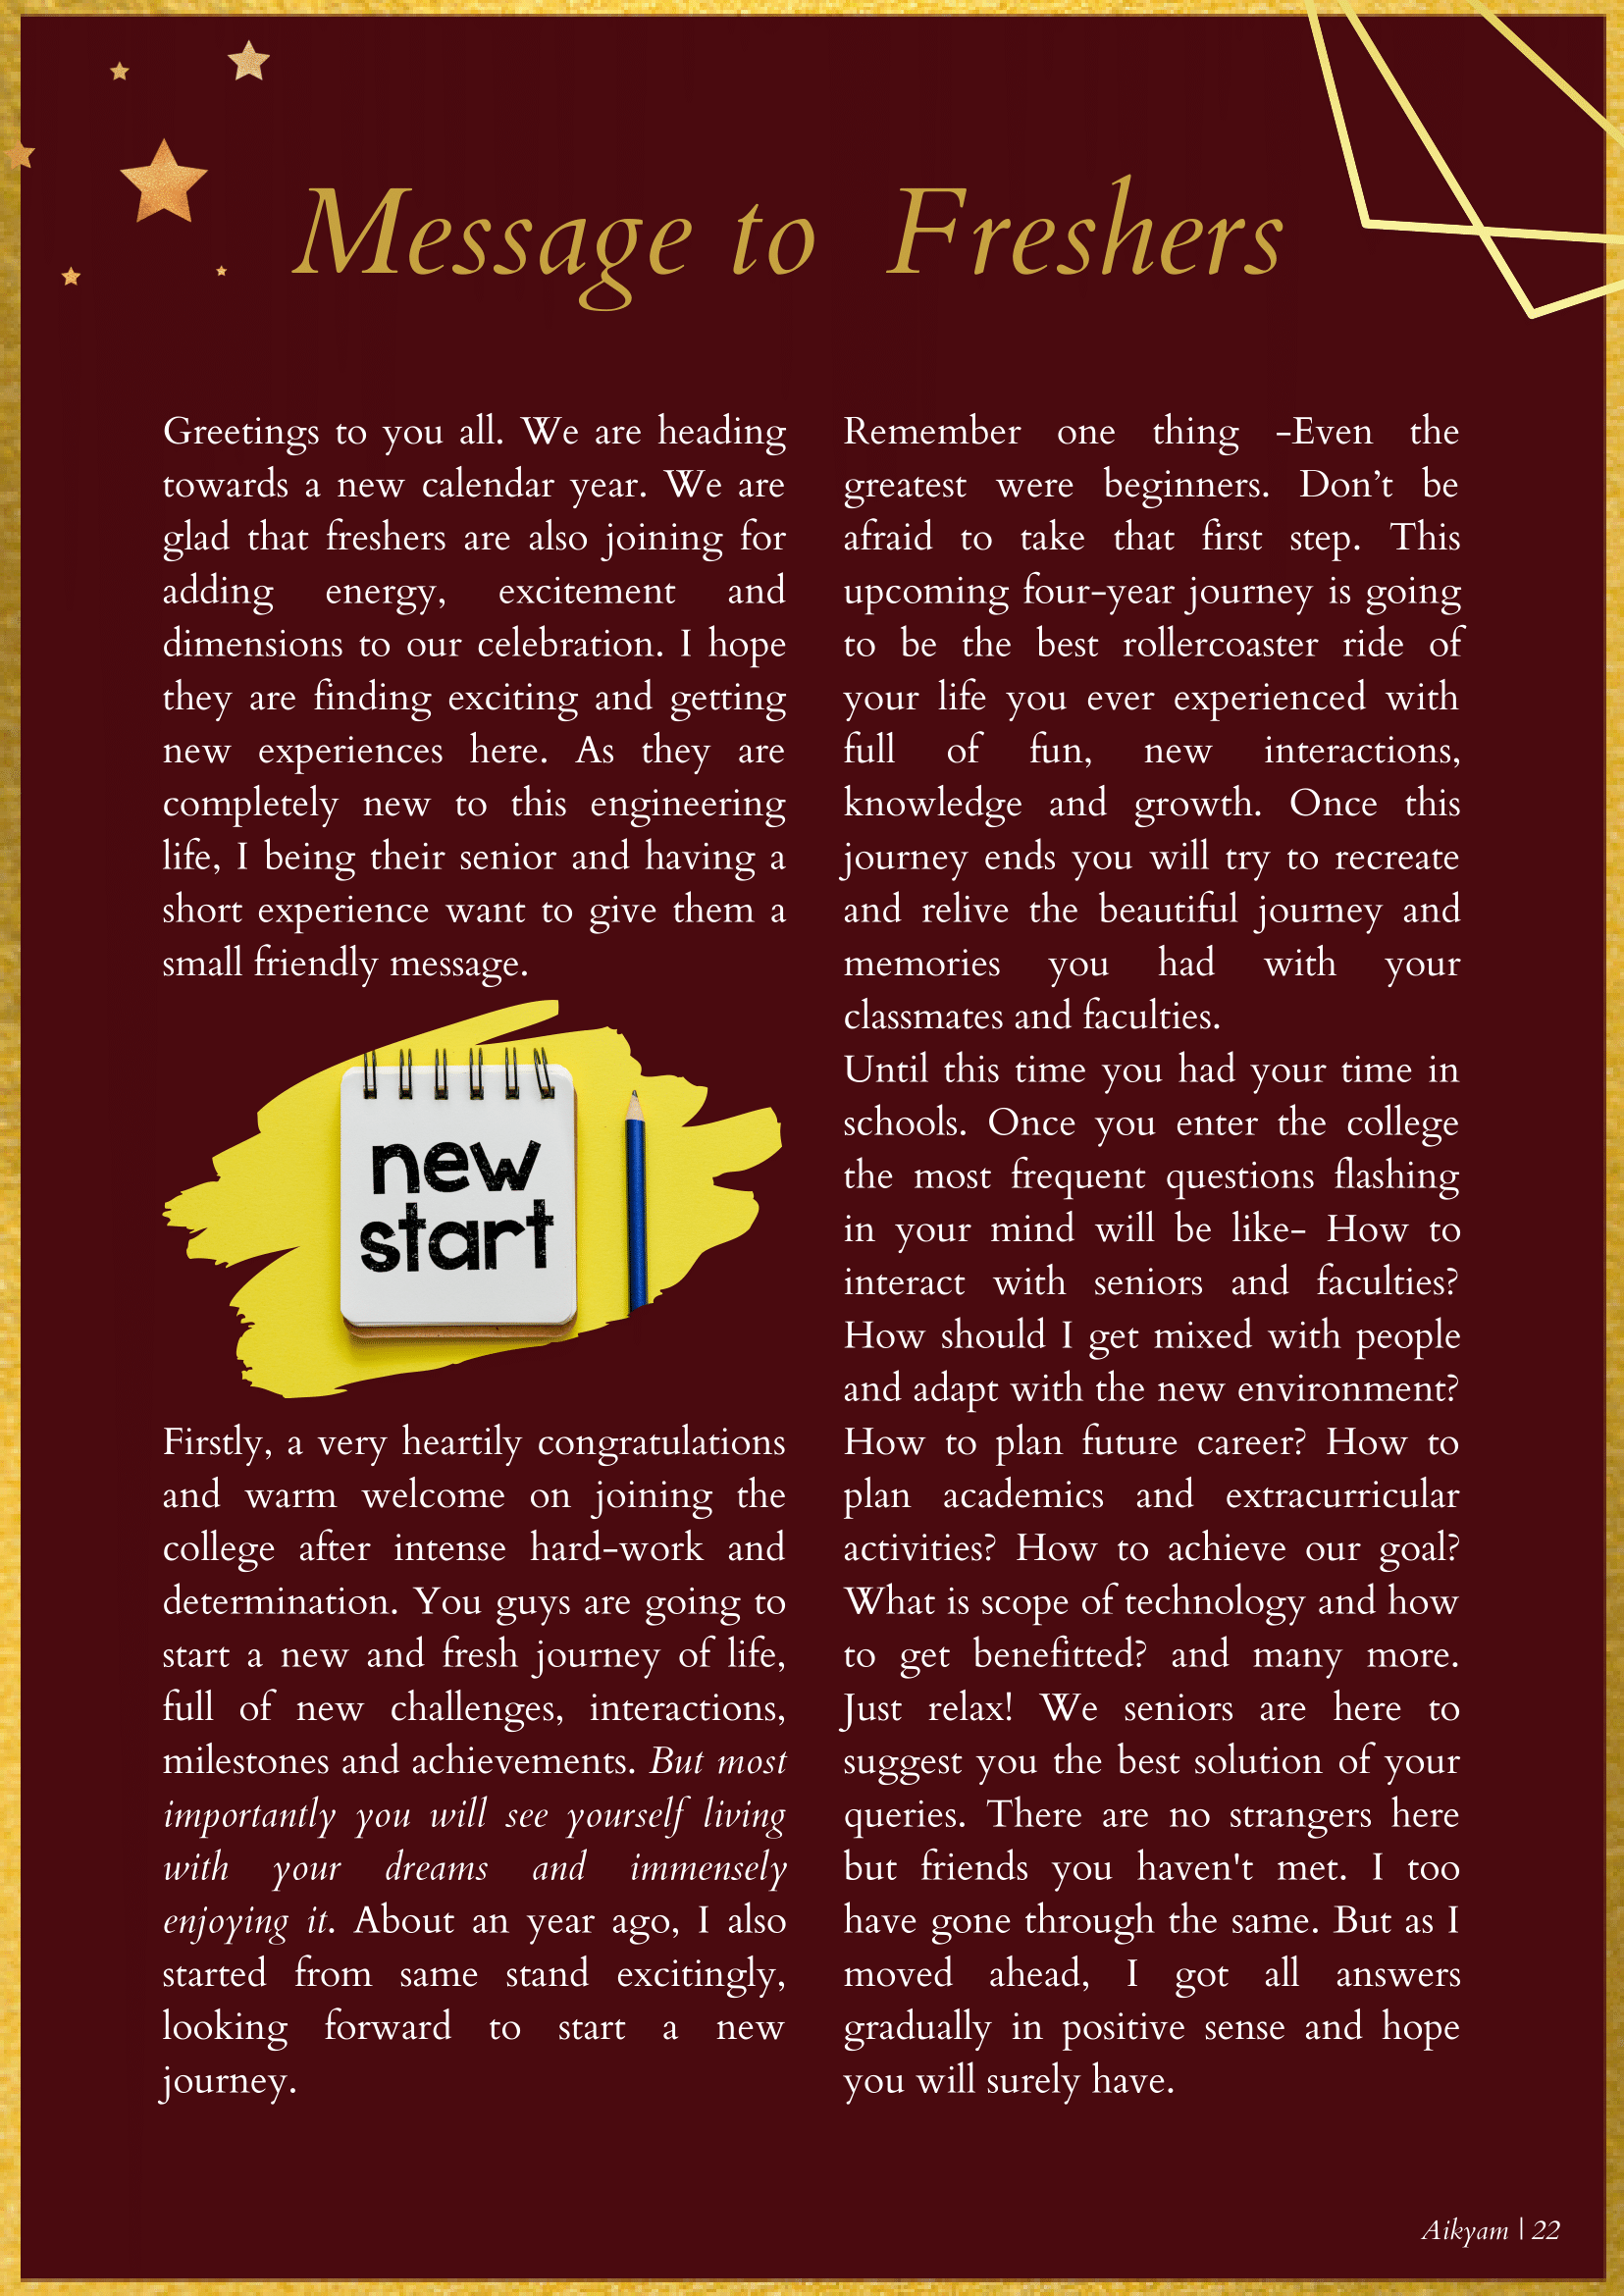 Message to Freshers
Greetings to you all. We are heading
towards a new calendar year. We are
glad that freshers are also joining for
adding energy, excitement and
dimensions to our celebration. I hope
they are finding exciting and getting
new experiences here. As they are
completely new to this engineering
life, I being their senior and having a
short experience want to give them a
small friendly message.
new
start
Firstly, a very heartily congratulations
and warm welcome on joining the
college after intense hard-work and
determination. You guys are going to
start a new and fresh journey of life,
full of new challenges, interactions,
milestones and achievements. But most
importantly you will see yourself living
with your dreams and immensely
enjoying it. About an year ago, I also
started from same stand excitingly,
looking forward to start a new
journey.
Remember one thing -Even the
greatest were beginners. Don’t be
afraid to take that first step. This
upcoming four-year journey is going
to be the best rollercoaster ride of
your life you ever experienced with
full of fun, new interactions,
knowledge and growth. Once this
journey ends you will try to recreate
and relive the beautiful journey and
memories you had with your
classmates and faculties.
Until this time you had your time in
schools. Once you enter the college
the most frequent questions flashing
in your mind will be like- How to
interact with seniors and faculties?
How should I get mixed with people
and adapt with the new environment?
How to plan future career? How to
plan academics and extracurricular
activities? How to achieve our goal?
What is scope of technology and how
to get benefitted? and many more.
Just relax! We seniors are here to
suggest you the best solution of your
queries. There are no strangers here
but friends you haven't met. I too
have gone through the same. But as I
moved ahead, I got all answers
gradually in positive sense and hope
you will surely have.
Aikyam | 22